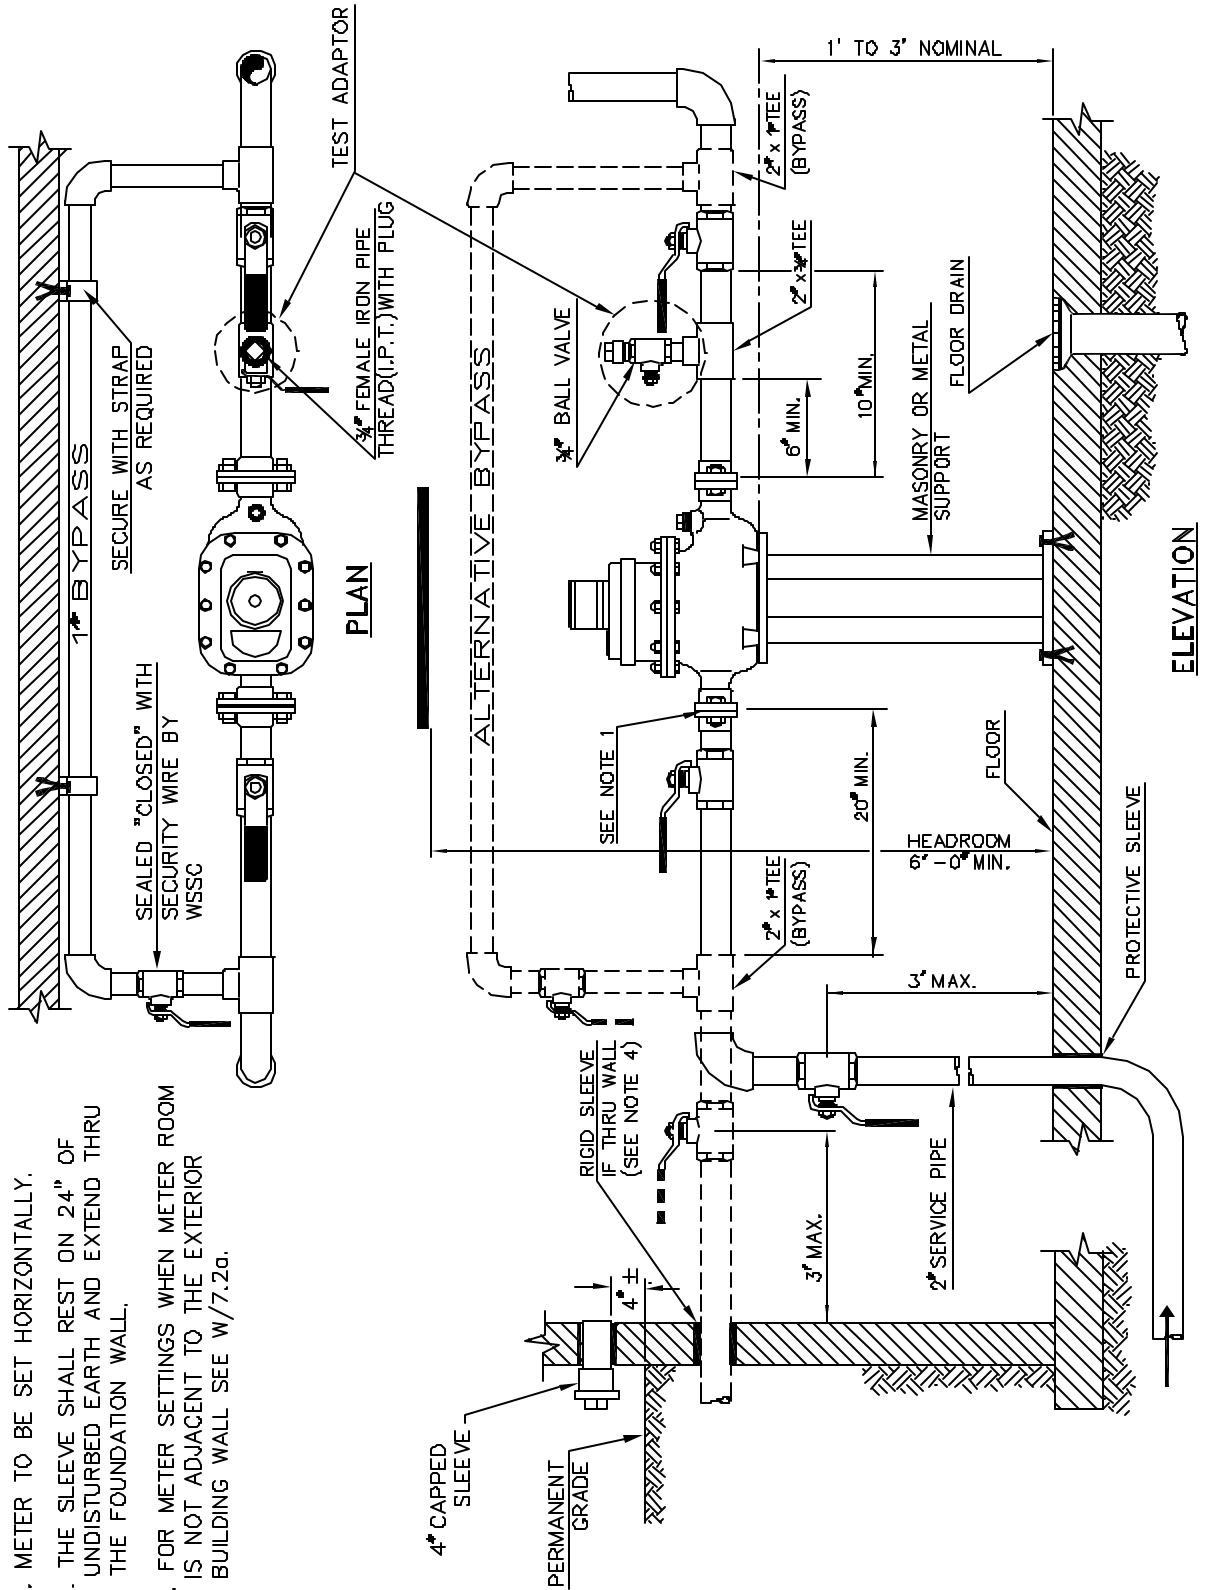 METER TO BE SET HORIZONTALLY.
THE SLEEVE SHALL REST ON 24" OF
UNDISTURBED EARTH AND EXTEND THRU
THE FOUNDATION WALL.
FOR METER SETTINGS WHEN METER ROOM
IS NOT ADJACENT TO THE EXTERIOR
BUILDING WALL SEE W/7.2a.
1" BYPASS
SECURE WITH STRAP
AS REQUIRED
SEALED "CLOSED" WITH
SECURITY WIRE BY
WSSC
TEST ADAPTOR
3/4" FEMALE IRON PIPE
THREAD(I.P.T.)WITH PLUG
PLAN
ALTERNATIVE BYPASS
3/4" BALL VALVE
SEE NOTE 1
RIGID SLEEVE
IF THRU WALL
(SEE NOTE 4)
4" CAPPED
SLEEVE
PERMANENT
GRADE
4" ±
2" x 1" TEE
(BYPASS)
2" x 3/4" TEE
2" x 1" TEE
(BYPASS)
1' TO 3' NOMINAL
6" MIN.
10" MIN.
20" MIN.
HEADROOM
6'-0" MIN.
3' MAX.
3' MAX.
2" SERVICE PIPE
MASONRY OR METAL
SUPPORT
FLOOR DRAIN
FLOOR
PROTECTIVE SLEEVE
ELEVATION